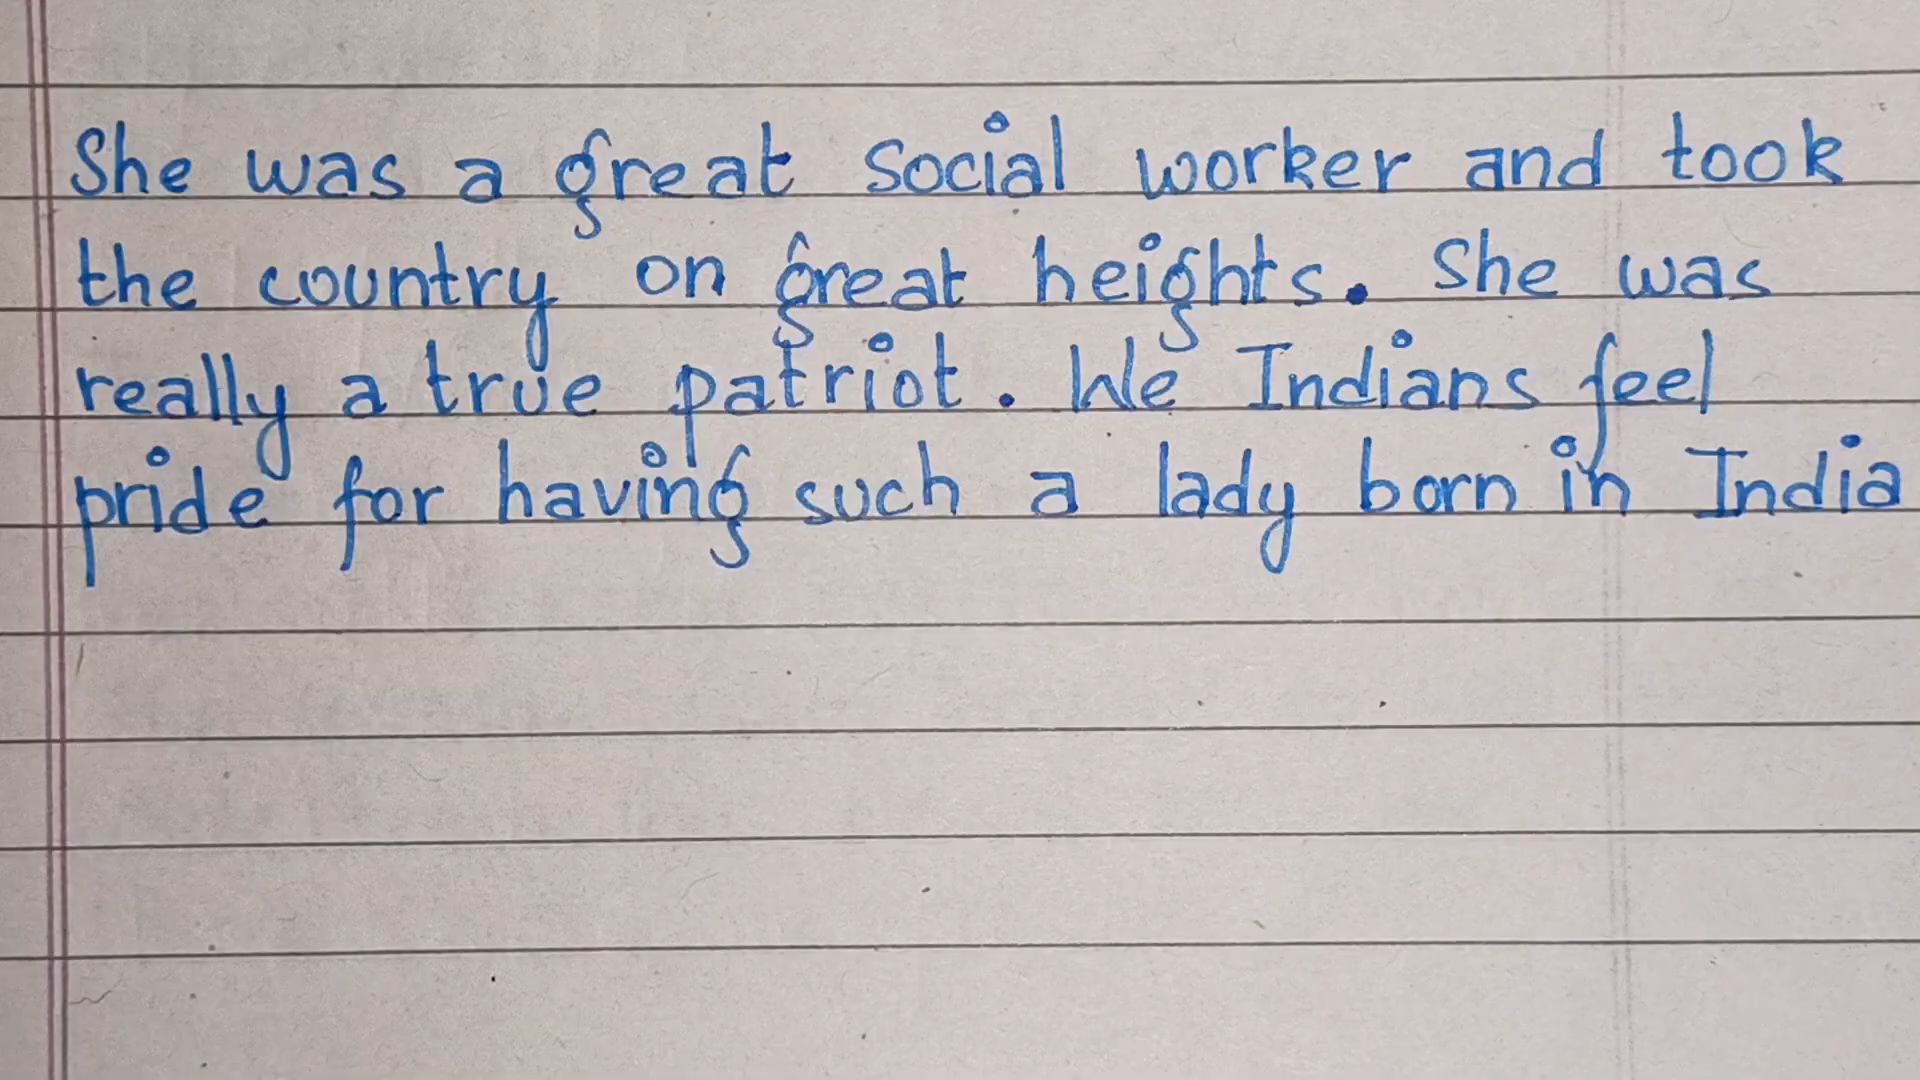 She was a great social worker and took
the country on great heights. She was
really a true patriot. We Indians feel
pride for having such a lady born in India